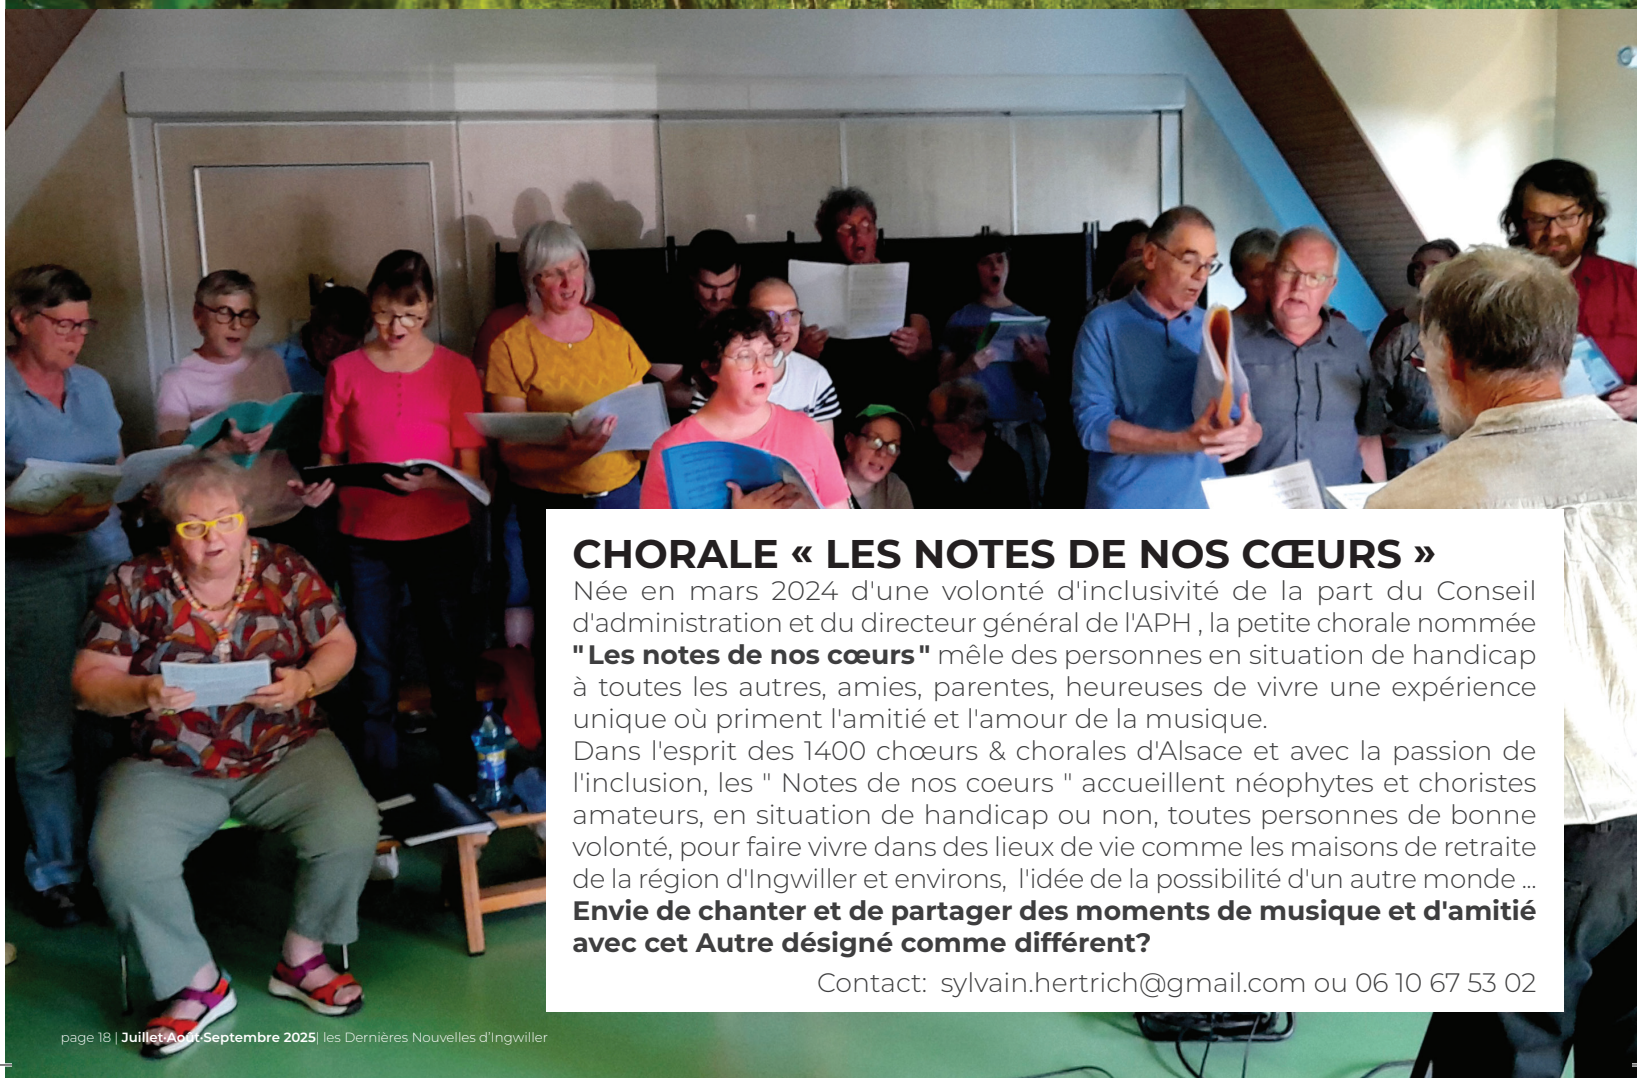 CHORALE « LES NOTES DE NOS CŒURS »
Née en mars 2024 d'une volonté d'inclusivité de la part du Conseil
d'administration et du directeur général de l'APH , la petite chorale nommée
" Les notes de nos cœurs " mêle des personnes en situation de handicap
à toutes les autres, amies, parentes, heureuses de vivre une expérience
unique où priment l'amitié et l'amour de la musique.
Dans l'esprit des 1400 chœurs & chorales d'Alsace et avec la passion de
l'inclusion, les " Notes de nos coeurs " accueillent néophytes et choristes
amateurs, en situation de handicap ou non, toutes personnes de bonne
volonté, pour faire vivre dans des lieux de vie comme les maisons de retraite
de la région d'Ingwiller et environs, l'idée de la possibilité d'un autre monde ...
Envie de chanter et de partager des moments de musique et d'amitié
avec cet Autre désigné comme différent?
Contact: sylvain.hertrich@gmail.com ou 06 10 67 53 02
page 18 | Juillet•Août•Septembre 2025| les Dernières Nouvelles d'Ingwiller